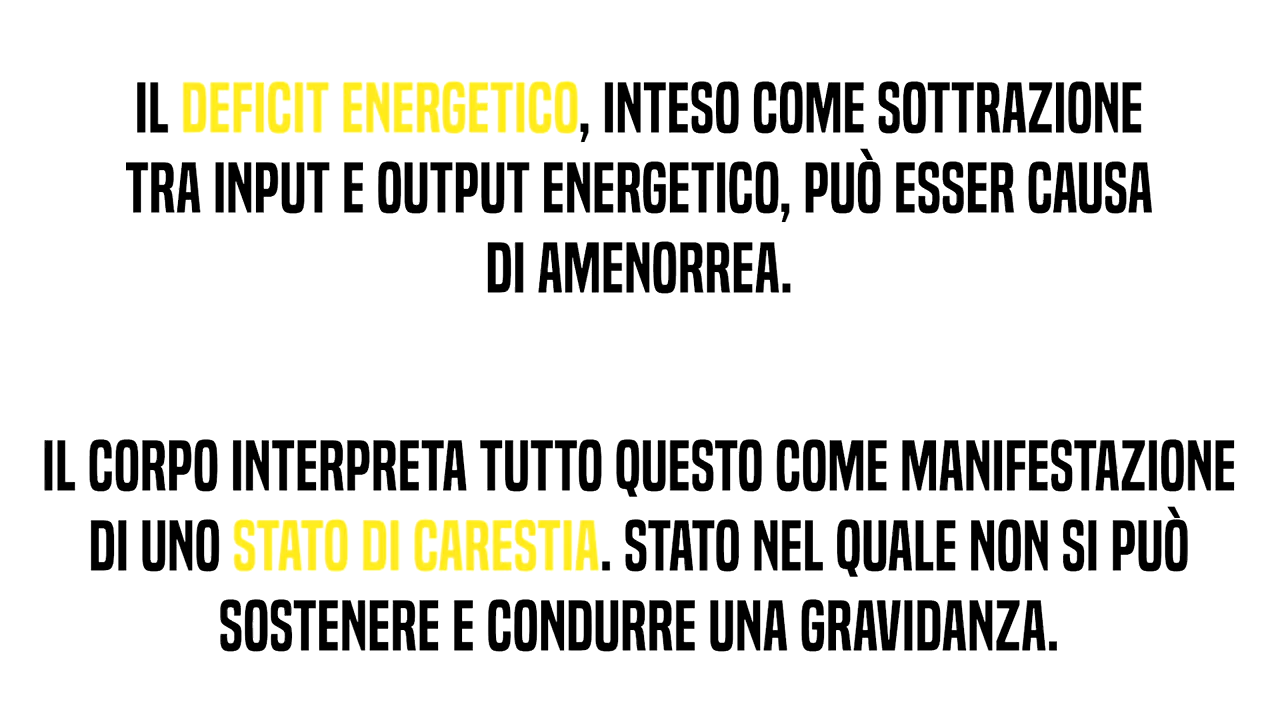 IL DEFICIT ENERGETICO, INTESO COME SOTTRAZIONE
TRA INPUT E OUTPUT ENERGETICO, PUÒ ESSER CAUSA
DI AMENORREA.
IL CORPO INTERPRETA TUTTO QUESTO COME MANIFESTAZIONE
DI UNO STATO DI CARESTIA. STATO NEL QUALE NON SI PUÒ
SOSTENERE E CONDURRE UNA GRAVIDANZA.